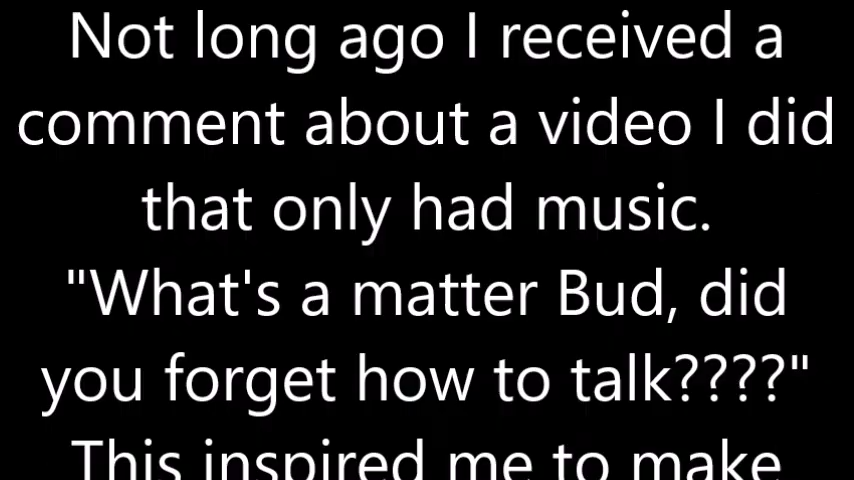 Not long ago I received a
comment about a video I did
that only had music.
"What's a matter Bud, did
you forget how to talk????"
This inspired me to make